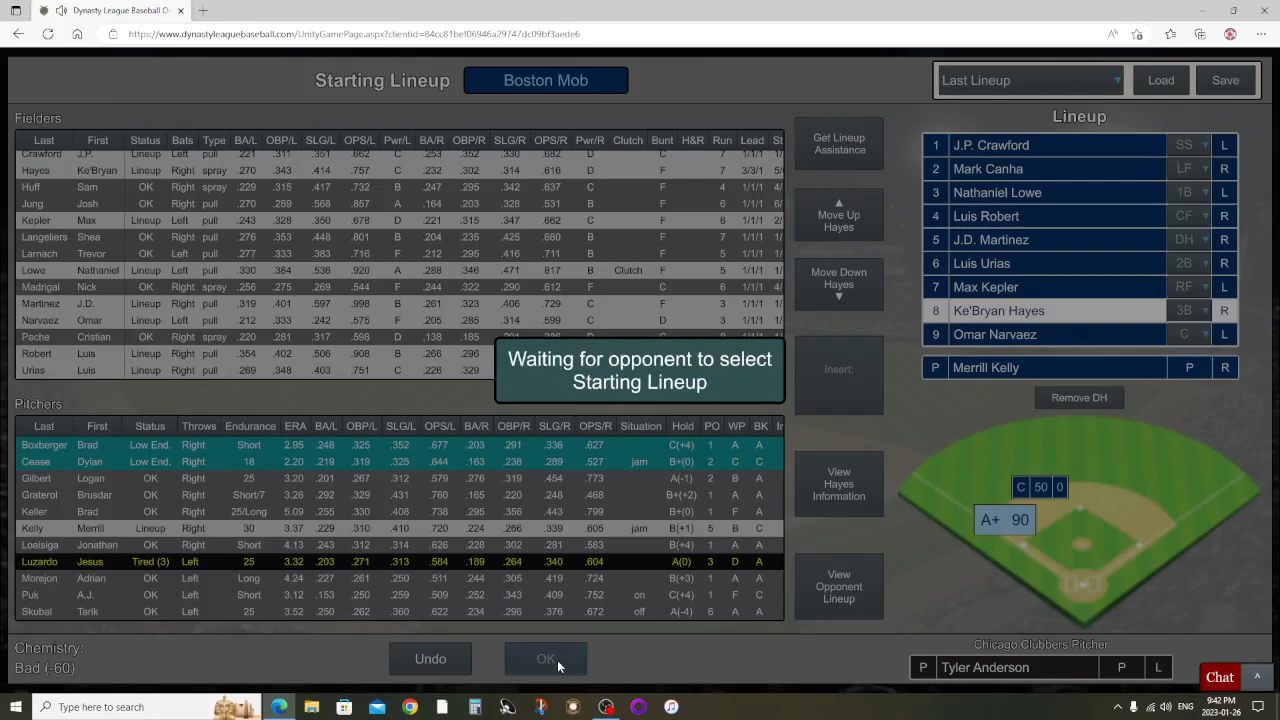 Dynasty League Baseball On
https://www.dynastyleaguebaseball.com/UnityGamePage.aspx?clientid=84cc81bef06946a29747dc09bf3aede6
Starting Lineup Boston Mob Last Lineup Load Save
Fielders
Last First Status Bats Type BA/L OBP/L SLG/L OPS/L Pwr/L BA/R OBP/R SLG/R OPS/R Pwr/R Clutch Bunt H&R Run Lead St
Crawford J.P. Lineup Left pull .221 .311 .351 .662 C .253 .352 .330 .682 D F 7 1/1/1 2/
Hayes Ke'Bryan Lineup Right spray .270 .343 .414 .757 C .232 .302 .314 .616 D F 7 3/3/1
Huff Sam OK Right spray .229 .315 .417 .732 B .247 .295 .342 .637 C F 4 1/1/1
Jung Josh OK Right pull .270 .289 .568 .857 A .164 .203 .328 .531 B F 6 1/1/1
Kepler Max Lineup Left pull .243 .328 .350 .678 D .221 .315 .347 .662 C F 6 1/1/1
Langeliers Shea OK Right pull .276 .353 .448 .801 C .204 .235 .425 .660 B F 7 1/1/1
Larnach Trevor OK Left pull .277 .333 .383 .716 F .212 .295 .416 .711 B F 5 1/1/1
Lowe Nathaniel Lineup Left spray .330 .384 .536 .920 A .288 .346 .471 .817 B Clutch F 5 1/1/1
Madrigal Nick OK Right spray .256 .275 .269 .544 F .244 .322 .290 .612 F C 6 1/1/1
Martinez J.D. Lineup Right spray .319 .401 .597 .998 B .261 .323 .406 .729 C F 3 1/1/1
Narvaez Omar Lineup Left pull .212 .333 .242 .575 F .205 .285 .314 .599 C D 3 1/1/1
Pache Cristian OK Right pull .220 .281 .317 .598 D .138 .185
Robert Luis Lineup Right pull .354 .402 .506 .908 B .266 .296
Urias Luis Lineup Right pull .269 .348 .403 .751 C .226 .329
Waiting for opponent to select
Starting Lineup
Pitchers
Last First Status Throws Endurance ERA BA/L OBP/L SLG/L OPS/L BA/R OBP/R SLG/R OPS/R Situation Hold PO WP BK
Boxberger Brad Low End. Right Short 2.95 .248 .325 .352 .677 .203 .291 .336 .627 C(+4) 1 A A
Cease Dylan Low End. Right 18 2.20 .219 .319 .325 .644 .163 .238 .289 .527 jam B+(0) 2 C C
Gilbert Logan OK Right 25 3.20 .201 .267 .312 .579 .276 .319 .454 .773 A(-1) 2 B A
Graterol Brusdar OK Right Short/7 3.26 .292 .329 .431 .760 .165 .220 .248 .468 B+(+2) 1 A A
Keller Brad OK Right 25/Long 5.09 .255 .330 .408 .738 .295 .356 .443 .799 B+(0) 1 F A
Kelly Merrill Lineup Right 30 3.37 .229 .310 .410 .720 .224 .266 .339 .605 jam B(+1) 5 B C
Loaisiga Jonathan OK Right Short 4.13 .243 .312 .314 .626 .228 .302 .281 .583 B(+4) 1 A A
Luzardo Jesus Tired (3) Left 25 3.32 .203 .271 .313 .584 .189 .264 .340 .604 A(0) 3 D A
Morejon Adrian OK Left Long 4.24 .227 .261 .250 .511 .244 .305 .419 .724 B(+3) 1 A A
Puk A.J. OK Left Short 3.12 .153 .250 .259 .509 .252 .343 .409 .752 on C(+4) 1 F C
Skubal Tarik OK Left 25 3.52 .250 .262 .360 .622 .234 .296 .376 .672 off A(-4) 6 A A
Chemistry:
Bad (-60)
Undo OK
Get Lineup
Assistance
▲
Move Up
Hayes
Move Down
Hayes
▼
Insert:
View
Hayes
Information
View
Opponent
Lineup
Lineup
1 J.P. Crawford SS L
2 Mark Canha LF R
3 Nathaniel Lowe 1B L
4 Luis Robert CF R
5 J.D. Martinez DH R
6 Luis Urias 2B R
7 Max Kepler RF L
8 Ke'Bryan Hayes 3B R
9 Omar Narvaez C L
P Merrill Kelly P R
Remove DH
C 50 0
A+ 90
Chicago Clubbers Pitcher
P Tyler Anderson P L
Chat ^
Type here to search
ENG
9:42 PM
2023-01-26